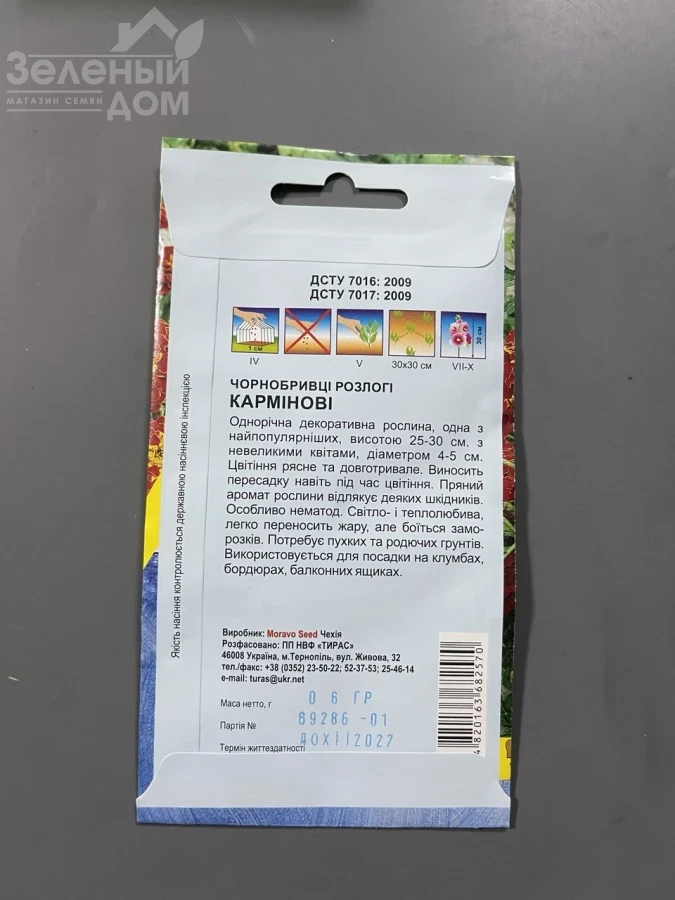 Зеленый
МАГАЗИН СЕМЯН
ДОМ
ДСТУ 7016: 2009
ДСТУ 7017: 2009
1 см
30 см
IV
V
30х30 см
VII-X
ЧОРНОБРИВЦІ РОЗЛОГІ
КАРМІНОВІ
Однорічна декоративна рослина, одна з
найпопулярніших, висотою 25-30 см. з
невеликими квітами, діаметром 4-5 см.
Цвітіння рясне та довготривале. Виносить
пересадку навіть під час цвітіння. Пряний
аромат рослини відлякує деяких шкідників.
Особливо нематод. Світло- і теплолюбива,
легко переносить жару, але боїться замо-
розків. Потребує пухких та родючих грунтів.
Використовується для посадки на клумбах,
бордюрах, балконних ящиках.
Якість насіння контролюється державною насіннєвою інспекцією
Виробник: Moravo Seed Чехія
Розфасовано: ПП НВФ «ТИРАС»
46008 Україна, м.Тернопіль, вул. Живова, 32
тел./факс: +38 (0352) 23-50-22; 52-37-53; 25-46-14
e-mail: turas@ukr.net
Маса нетто, г 0 6 ГР
Партія № 69286 -01
Термін життєздатності ДОХІІ2027
4820163682570